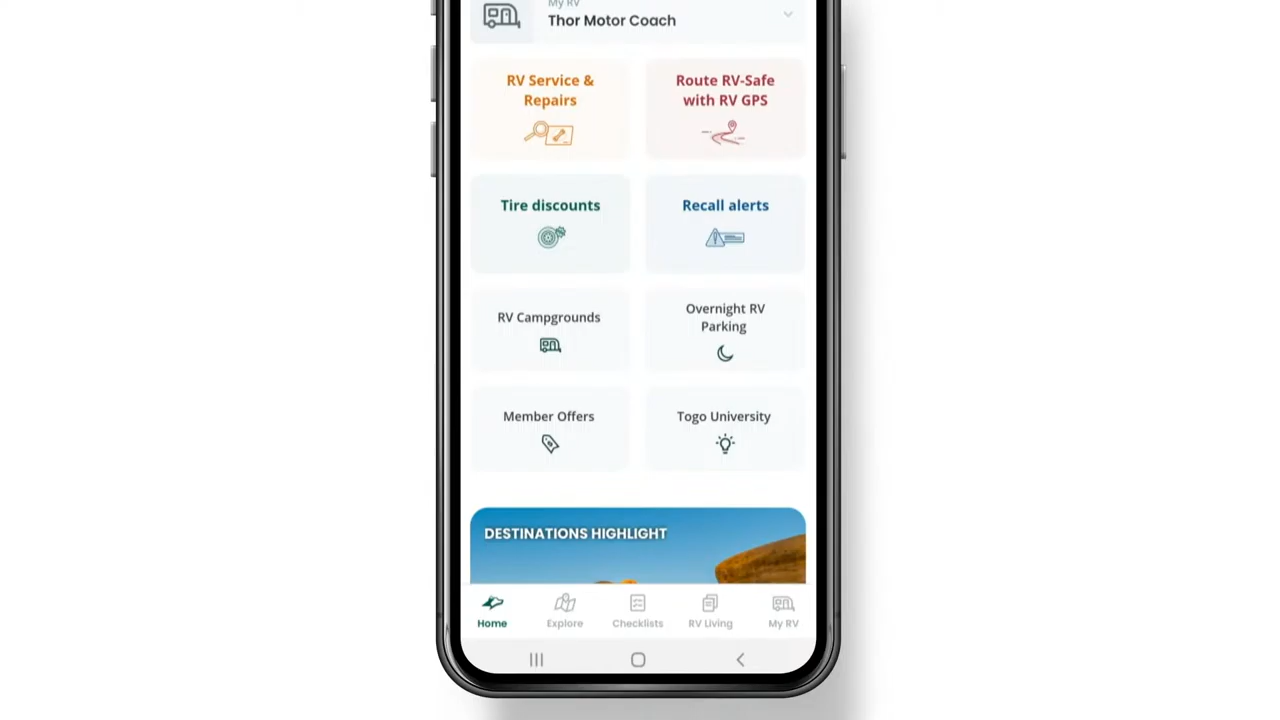 My RV
Thor Motor Coach
RV Service &
Repairs
Route RV-Safe
with RV GPS
Tire discounts
Recall alerts
RV Campgrounds
Overnight RV
Parking
Member Offers
Togo University
DESTINATIONS HIGHLIGHT
Home
Explore
Checklists
RV Living
My RV